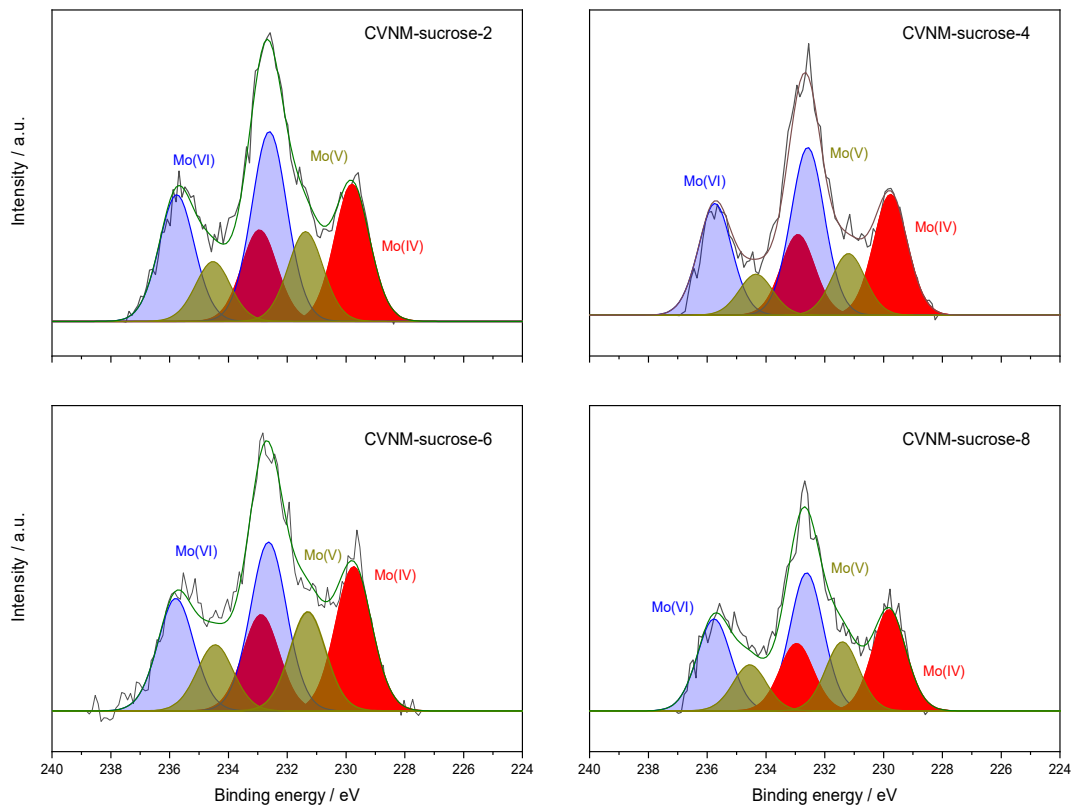 CVNM-sucrose-2
Mo(VI)
Mo(V)
Mo(IV)
Intensity / a.u.
CVNM-sucrose-4
Mo(VI)
Mo(V)
Mo(IV)
CVNM-sucrose-6
Mo(VI)
Mo(V)
Mo(IV)
Intensity / a.u.
240 238 236 234 232 230 228 226 224
Binding energy / eV
CVNM-sucrose-8
Mo(VI)
Mo(V)
Mo(IV)
240 238 236 234 232 230 228 226 224
Binding energy / eV